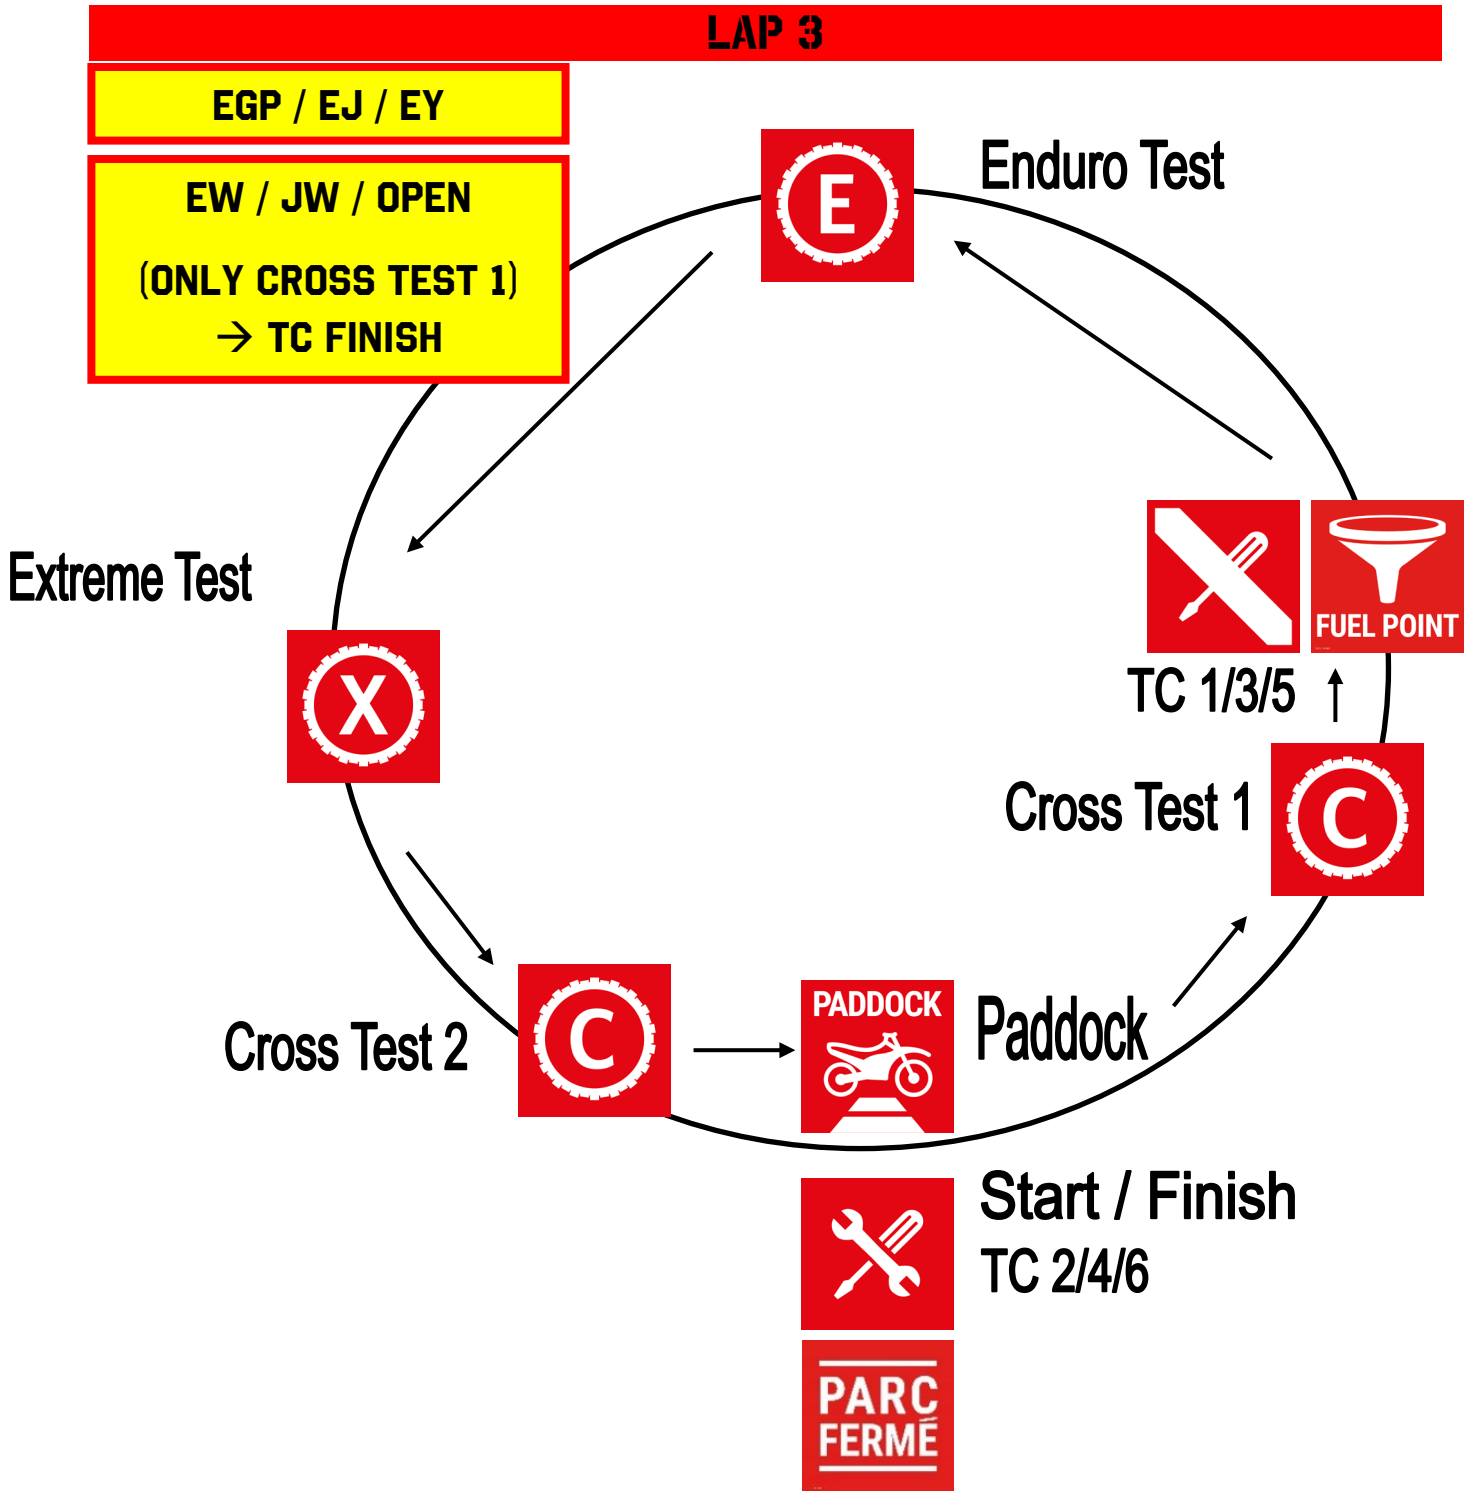 LAP 3
EGP / EJ / EY
EW / JW / OPEN
(ONLY CROSS TEST 1)
→ TC FINISH
E
Enduro Test
Extreme Test
X
FUEL POINT
TC 1/3/5
Cross Test 1
C
Cross Test 2
C
PADDOCK
Paddock
Start / Finish
TC 2/4/6
PARC
FERMÉ